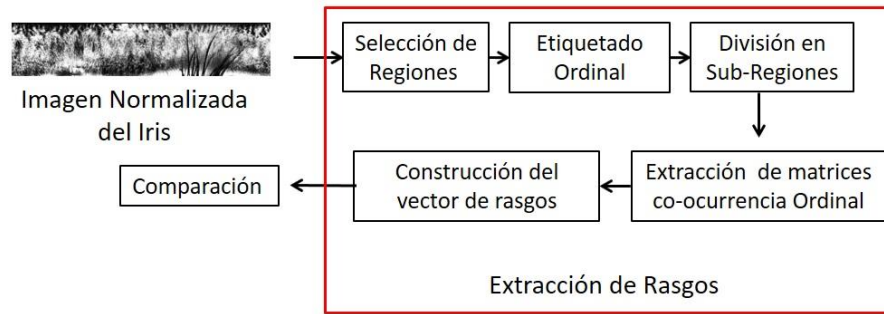 Imagen Normalizada
del Iris
Selección de
Regiones
Etiquetado
Ordinal
División en
Sub-Regiones
Extracción de matrices
co-ocurrencia Ordinal
Construcción del
vector de rasgos
Comparación
Extracción de Rasgos